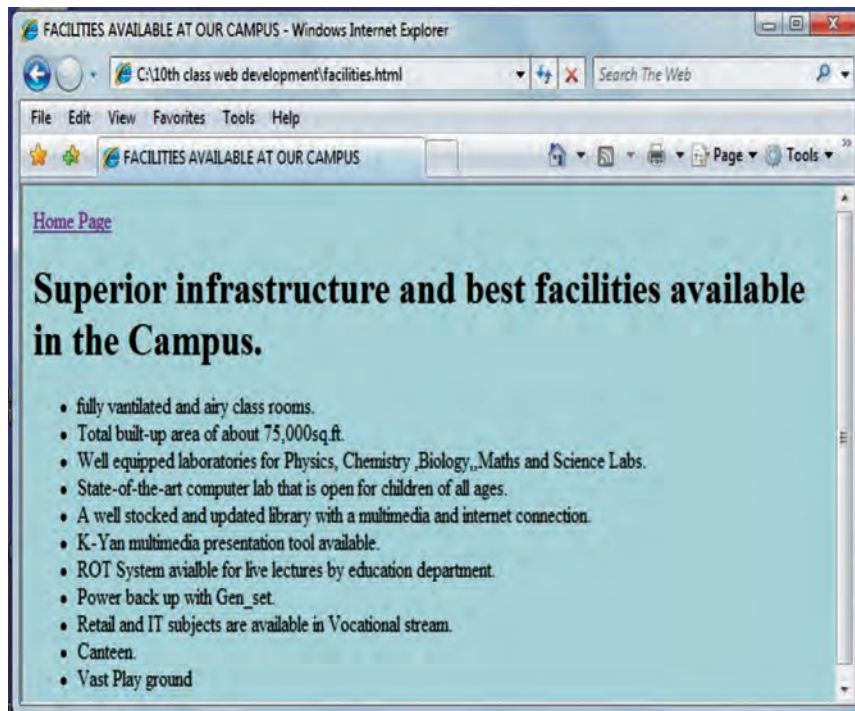 FACILITIES AVAILABLE AT OUR CAMPUS - Windows Internet Explorer
C:\10th class web development\facilities.html
Search The Web
File Edit View Favorites Tools Help
FACILITIES AVAILABLE AT OUR CAMPUS
Page Tools
Home Page
Superior infrastructure and best facilities available
in the Campus.
• fully vantilated and airy class rooms.
• Total built-up area of about 75,000sq.ft.
• Well equipped laboratories for Physics, Chemistry ,Biology,,Maths and Science Labs.
• State-of-the-art computer lab that is open for children of all ages.
• A well stocked and updated library with a multimedia and internet connection.
• K-Yan multimedia presentation tool available.
• ROT System avialble for live lectures by education department.
• Power back up with Gen_set.
• Retail and IT subjects are available in Vocational stream.
• Canteen.
• Vast Play ground